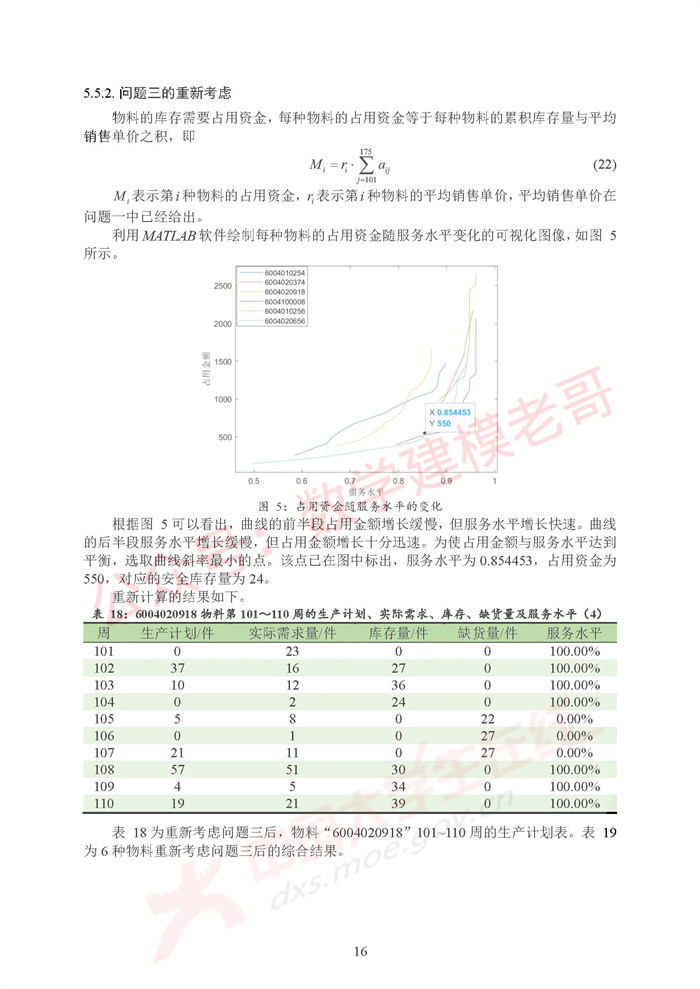 5.5.2. 问题三的重新考虑
物料的库存需要占用资金，每种物料的占用资金等于每种物料的累积库存量与平均
销售单价之积，即
M_i = r_i · ∑_{j=101}^{175} a_{ij} (22)
M_i表示第i种物料的占用资金，r_i表示第i种物料的平均销售单价，平均销售单价在
问题一中已经给出。
利用MATLAB软件绘制每种物料的占用资金随服务水平变化的可视化图像，如图 5
所示。
6004010254
6004020374
6004020918
6004100008
6004010256
6004020656
2500
2000
1500
1000
500
占用金额
X 0.854453
Y 550
0.5 0.6 0.7 0.8 0.9 1
服务水平
图 5：占用资金随服务水平的变化
根据图 5 可以看出，曲线的前半段占用金额增长缓慢，但服务水平增长快速。曲线
的后半段服务水平增长缓慢，但占用金额增长十分迅速。为使占用金额与服务水平达到
平衡，选取曲线斜率最小的点。该点已在图中标出，服务水平为 0.854453，占用资金为
550，对应的安全库存量为 24。
重新计算的结果如下。
表 18：6004020918 物料第 101～110 周的生产计划、实际需求、库存、缺货量及服务水平（4）
周 生产计划/件 实际需求量/件 库存量/件 缺货量/件 服务水平
101 0 23 0 0 100.00%
102 37 16 27 0 100.00%
103 10 12 36 0 100.00%
104 0 2 24 0 100.00%
105 5 8 0 22 0.00%
106 0 1 0 27 0.00%
107 21 11 0 27 0.00%
108 57 51 30 0 100.00%
109 4 5 34 0 100.00%
110 19 21 39 0 100.00%
表 18 为重新考虑问题三后，物料“6004020918”101~110 周的生产计划表。表 19
为 6 种物料重新考虑问题三后的综合结果。
16
公众号：数学建模老哥
中国大学生在线
dxs.moe.gov.cn